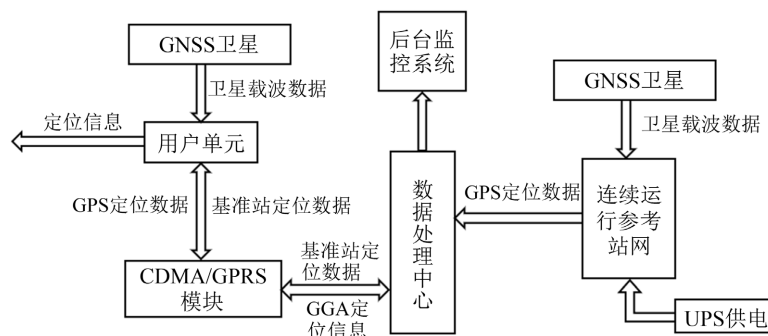 GNSS卫星
卫星载波数据
定位信息
用户单元
GPS定位数据
基准站定位数据
CDMA/GPRS
模块
基准站定
位数据
GGA定
位信息
后台监
控系统
数据处理中心
GPS定位数据
GNSS卫星
卫星载波数据
连续运
行参考
站网
UPS供电